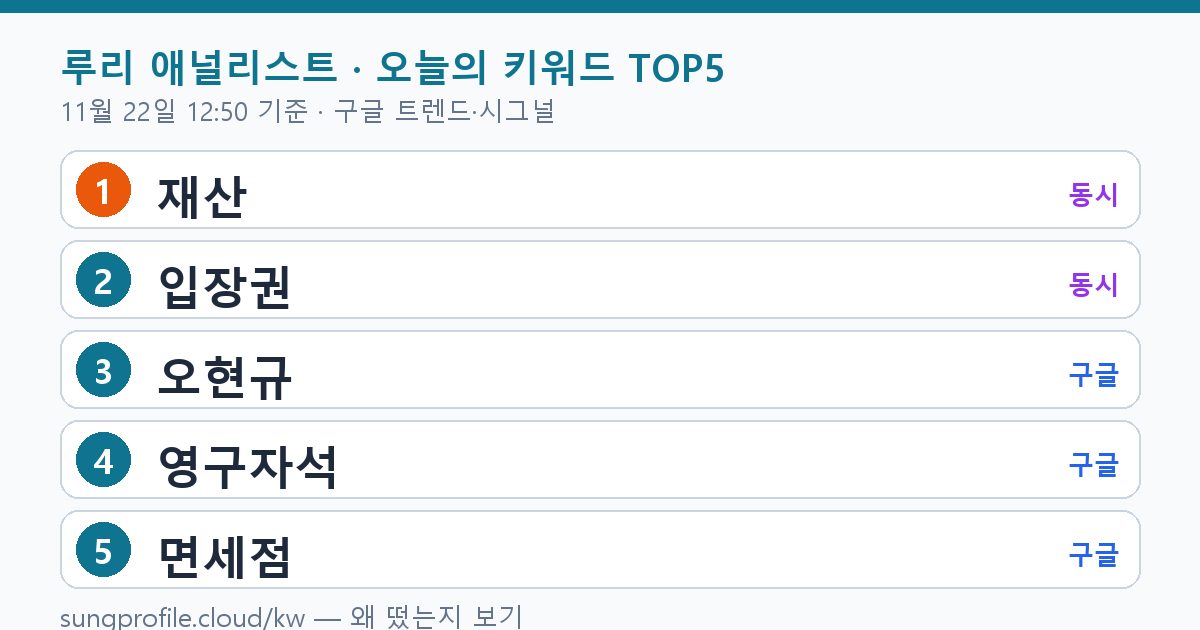 루리 애널리스트 · 오늘의 키워드 TOP5
11월 22일 12:50 기준 · 구글 트렌드·시그널
1 재산 동시
2 입장권 동시
3 오현규 구글
4 영구자석 구글
5 면세점 구글
sungprofile.cloud/kw — 왜 떴는지 보기